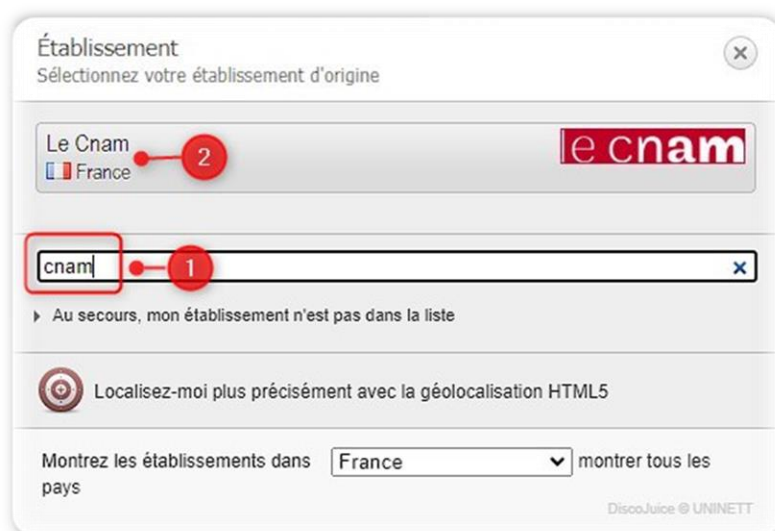 Établissement
Sélectionnez votre établissement d'origine
Le Cnam
France
2
le cnam
cnam
1
Au secours, mon établissement n'est pas dans la liste
Localisez-moi plus précisément avec la géolocalisation HTML5
Montrez les établissements dans France montrer tous les
pays
DiscoJuice © UNINETT